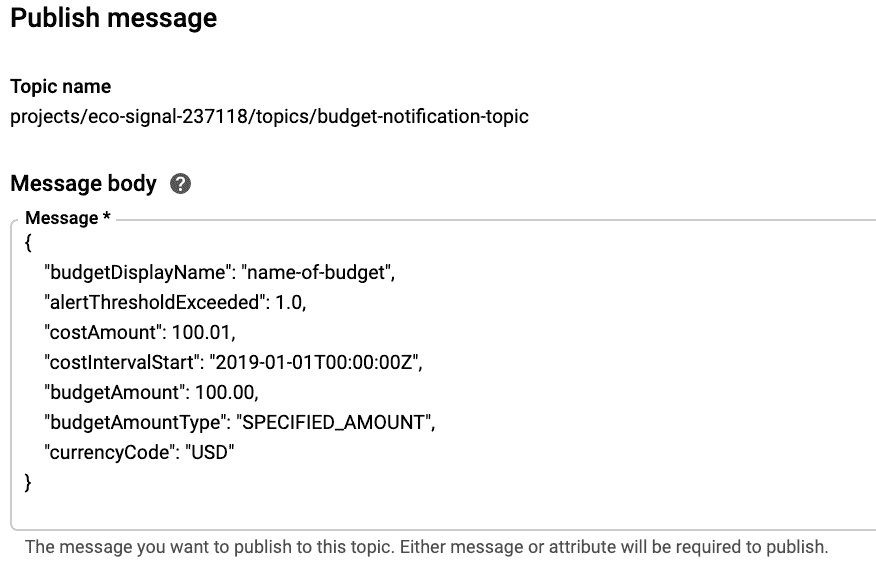 Publish message
Topic name
projects/eco-signal-237118/topics/budget-notification-topic
Message body ?
Message *
{
"budgetDisplayName": "name-of-budget",
"alertThresholdExceeded": 1.0,
"costAmount": 100.01,
"costIntervalStart": "2019-01-01T00:00:00Z",
"budgetAmount": 100.00,
"budgetAmountType": "SPECIFIED_AMOUNT",
"currencyCode": "USD"
}
The message you want to publish to this topic. Either message or attribute will be required to publish.